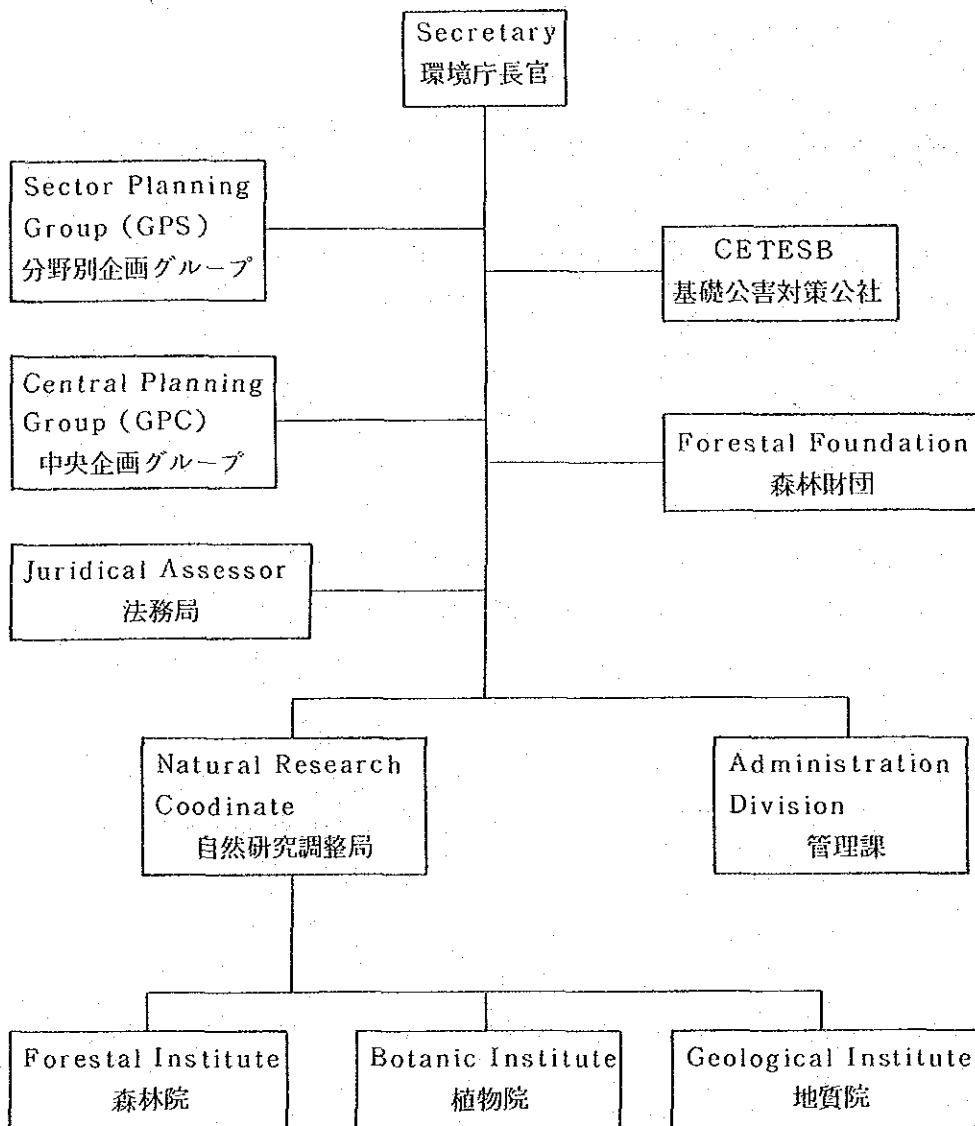 Secretary
環境庁長官
Sector Planning
Group (GPS)
分野別企画グループ
CETESB
基礎公害対策公社
Central Planning
Group (GPC)
中央企画グループ
Forestal Foundation
森林財団
Juridical Assessor
法務局
Natural Research
Coodinate
自然研究調整局
Administration
Division
管理課
Forestal Institute
森林院
Botanic Institute
植物院
Geological Institute
地質院